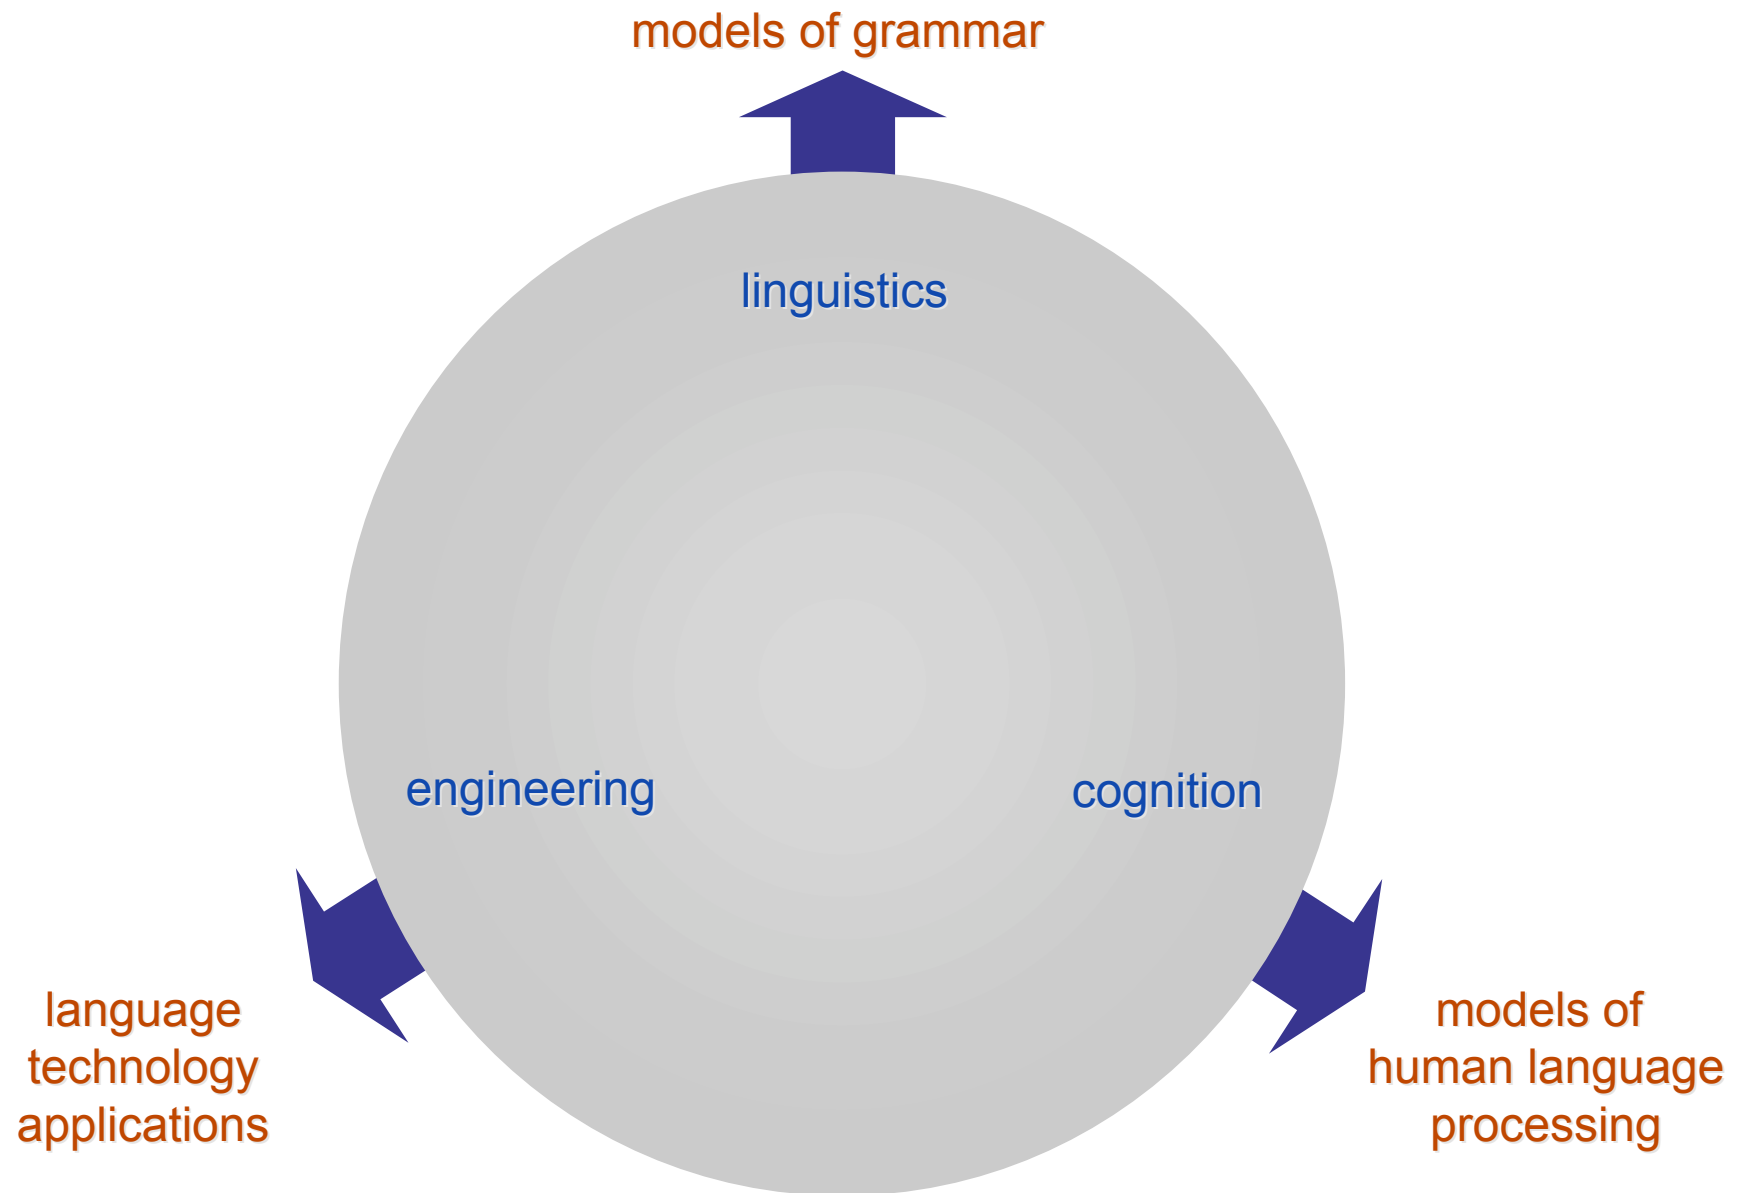 models of grammar
linguistics
engineering
cognition
language
technology
applications
models of
human language
processing